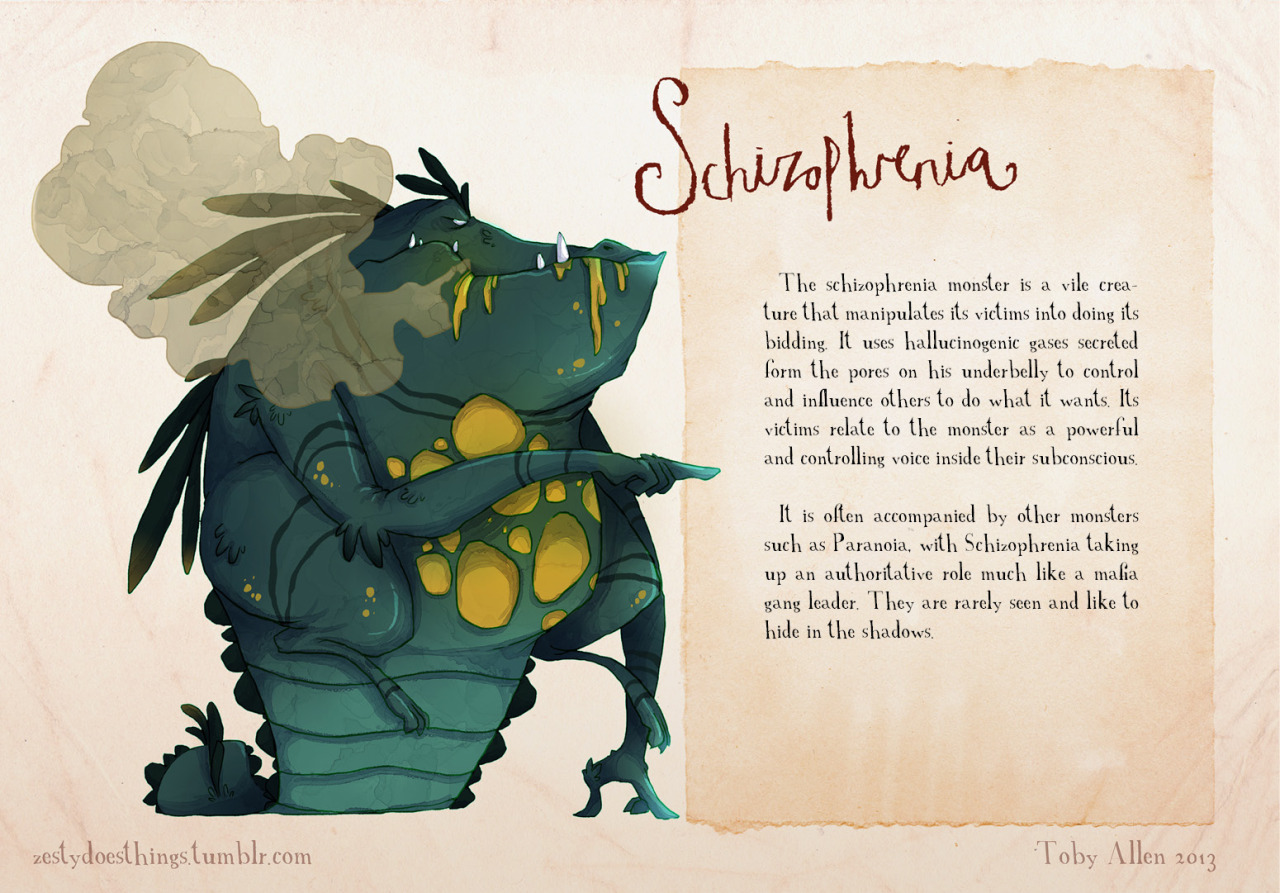 Schizophrenia
The schizophrenia monster is a vile crea-
ture that manipulates its victims into doing its
bidding. It uses hallucinogenic gases secreted
form the pores on his underbelly to control
and influence others to do what it wants. Its
victims relate to the monster as a powerful
and controlling voice inside their subconscious.
It is often accompanied by other monsters
such as Paranoia, with Schizophrenia taking
up an authoritative role much like a mafia
gang leader. They are rarely seen and like to
hide in the shadows.
zestydoesthings.tumblr.com
Toby Allen 2013